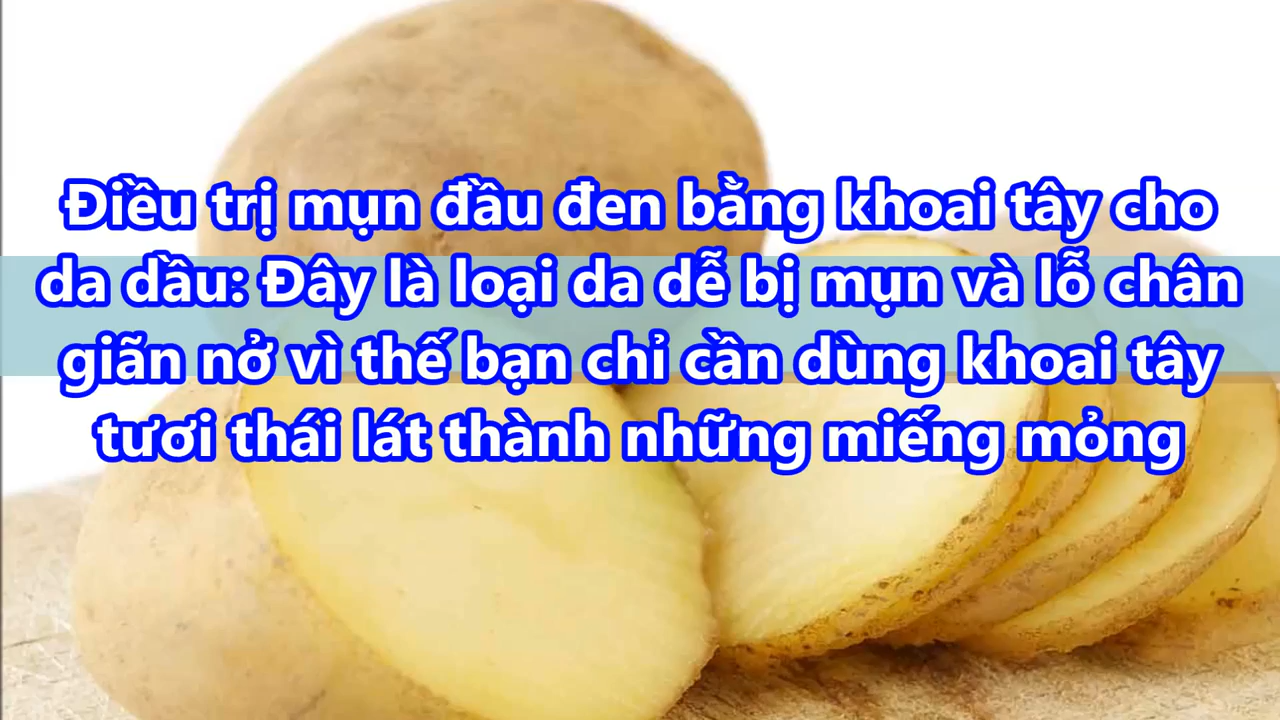 Điều trị mụn đầu đen bằng khoai tây cho
da dầu: Đây là loại da dễ bị mụn và lỗ chân
giãn nở vì thế bạn chỉ cần dùng khoai tây
tươi thái lát thành những miếng mỏng